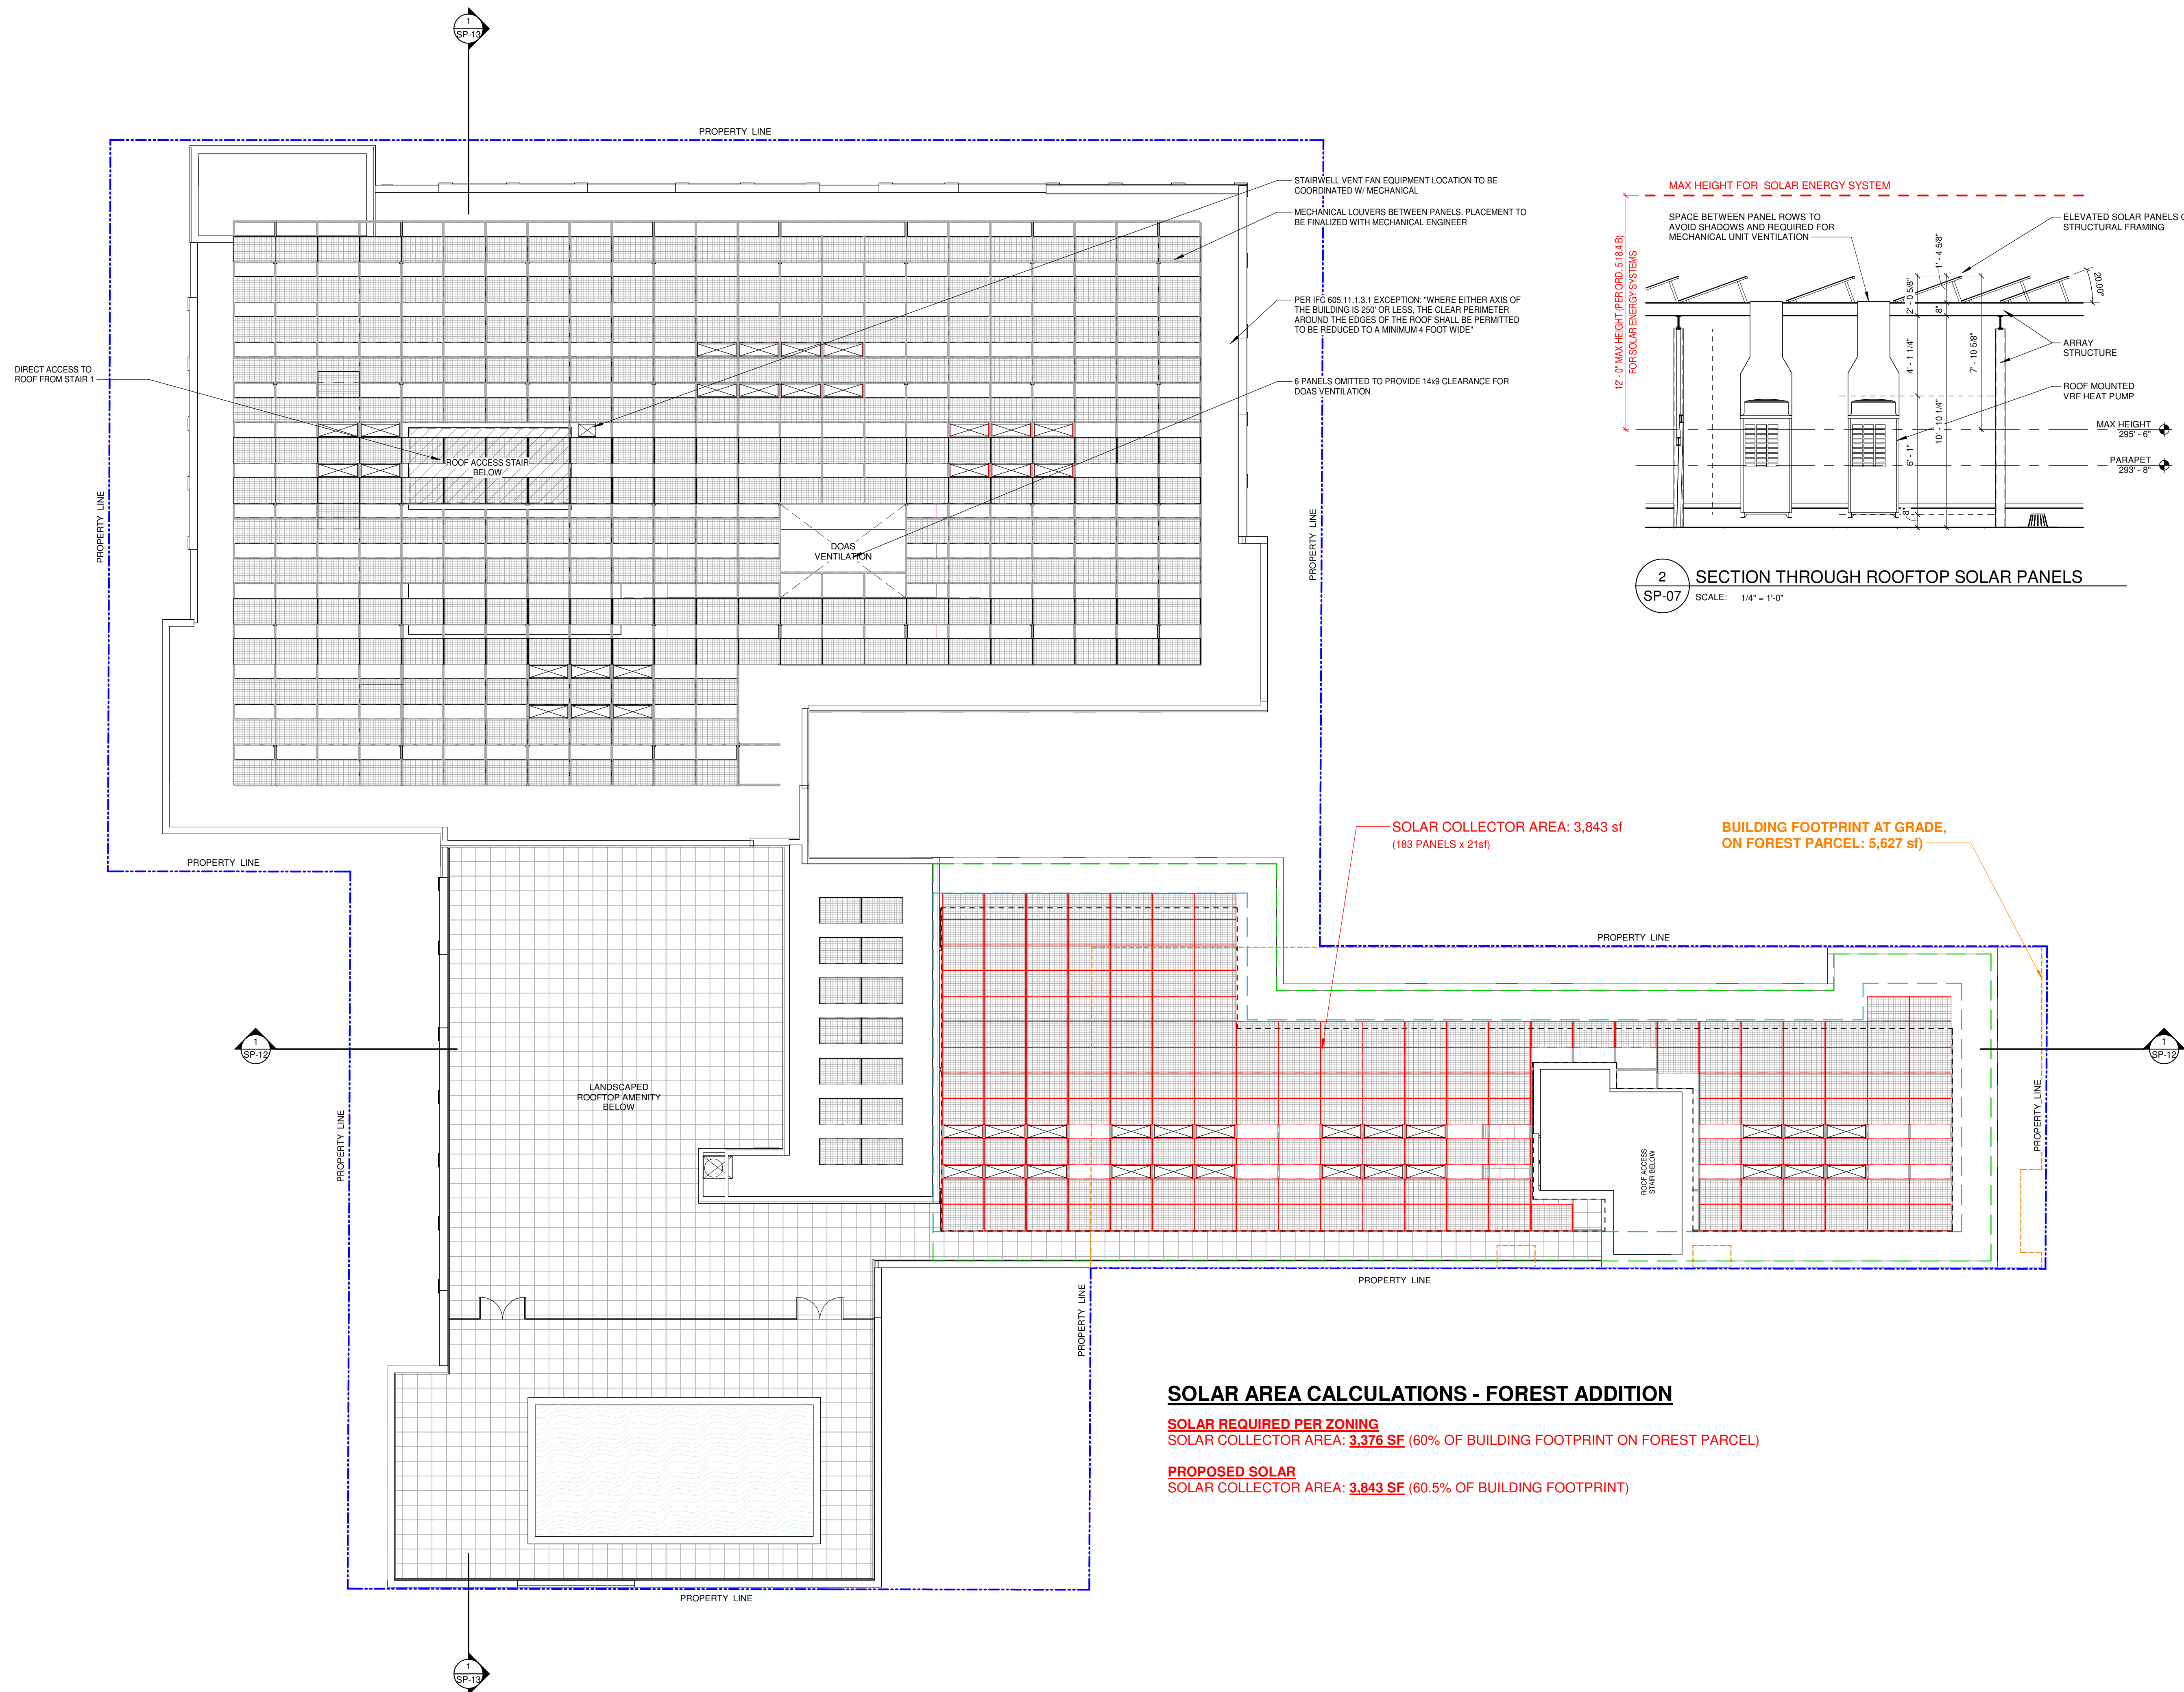 1
SP-13
PROPERTY LINE
STAIRWELL VENT FAN EQUIPMENT LOCATION TO BE
COORDINATED W/ MECHANICAL
MECHANICAL LOUVERS BETWEEN PANELS. PLACEMENT TO
BE FINALIZED WITH MECHANICAL ENGINEER
PER IFC 605.11.1.3.1 EXCEPTION: "WHERE EITHER AXIS OF
THE BUILDING IS 250' OR LESS, THE CLEAR PERIMETER
AROUND THE EDGES OF THE ROOF SHALL BE PERMITTED
TO BE REDUCED TO A MINIMUM 4 FOOT WIDE"
6 PANELS OMITTED TO PROVIDE 14x9 CLEARANCE FOR
DOAS VENTILATION
DIRECT ACCESS TO
ROOF FROM STAIR 1
ROOF ACCESS STAIR
BELOW
DOAS
VENTILATION
PROPERTY LINE
PROPERTY LINE
MAX HEIGHT FOR SOLAR ENERGY SYSTEM
SPACE BETWEEN PANEL ROWS TO
AVOID SHADOWS AND REQUIRED FOR
MECHANICAL UNIT VENTILATION
ELEVATED SOLAR PANELS
STRUCTURAL FRAMING
12' - 0" MAX HEIGHT (PER ORD. 5.18.4.B)
FOR SOLAR ENERGY SYSTEMS
1' - 4 5/8"
2' - 0 5/8"
8"
20.00°
4' - 1 1/4"
7' - 10 5/8"
10' - 10 1/4"
6' - 1"
8"
ARRAY
STRUCTURE
ROOF MOUNTED
VRF HEAT PUMP
MAX HEIGHT
295' - 6"
PARAPET
293' - 8"
2
SP-07
SECTION THROUGH ROOFTOP SOLAR PANELS
SCALE: 1/4" = 1'-0"
PROPERTY LINE
SOLAR COLLECTOR AREA: 3,843 sf
(183 PANELS x 21sf)
BUILDING FOOTPRINT AT GRADE,
ON FOREST PARCEL: 5,627 sf)
PROPERTY LINE
1
SP-12
1
SP-12
LANDSCAPED
ROOFTOP AMENITY
BELOW
ROOF ACCESS
STAIR BELOW
PROPERTY LINE
PROPERTY LINE
PROPERTY LINE
PROPERTY LINE
PROPERTY LINE
1
SP-13
SOLAR AREA CALCULATIONS - FOREST ADDITION
SOLAR REQUIRED PER ZONING
SOLAR COLLECTOR AREA: 3,376 SF (60% OF BUILDING FOOTPRINT ON FOREST PARCEL)
PROPOSED SOLAR
SOLAR COLLECTOR AREA: 3,843 SF (60.5% OF BUILDING FOOTPRINT)